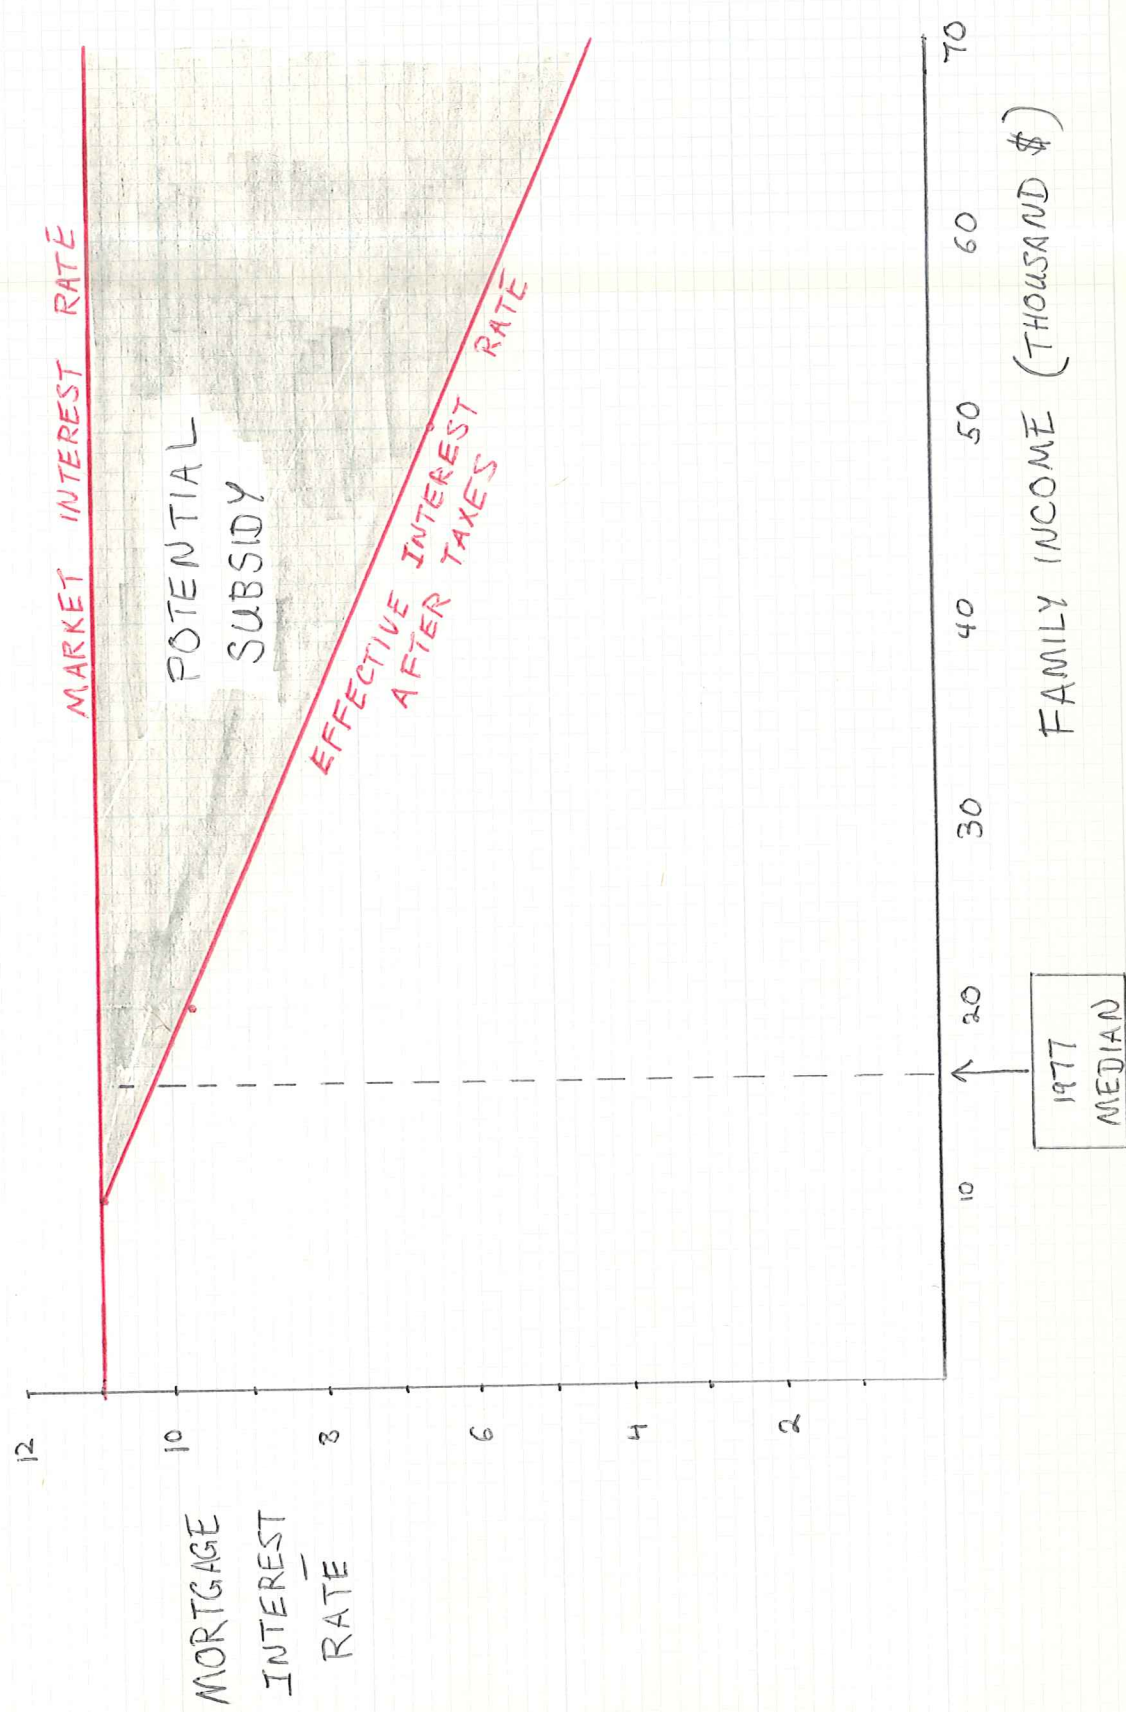 MARKET INTEREST RATE
POTENTIAL
SUBSIDY
EFFECTIVE INTEREST RATE
AFTER TAXES
MORTGAGE
INTEREST
RATE
12
10
8
6
4
2
10
20
30
40
50
60
70
FAMILY INCOME (THOUSAND $)
1977
MEDIAN